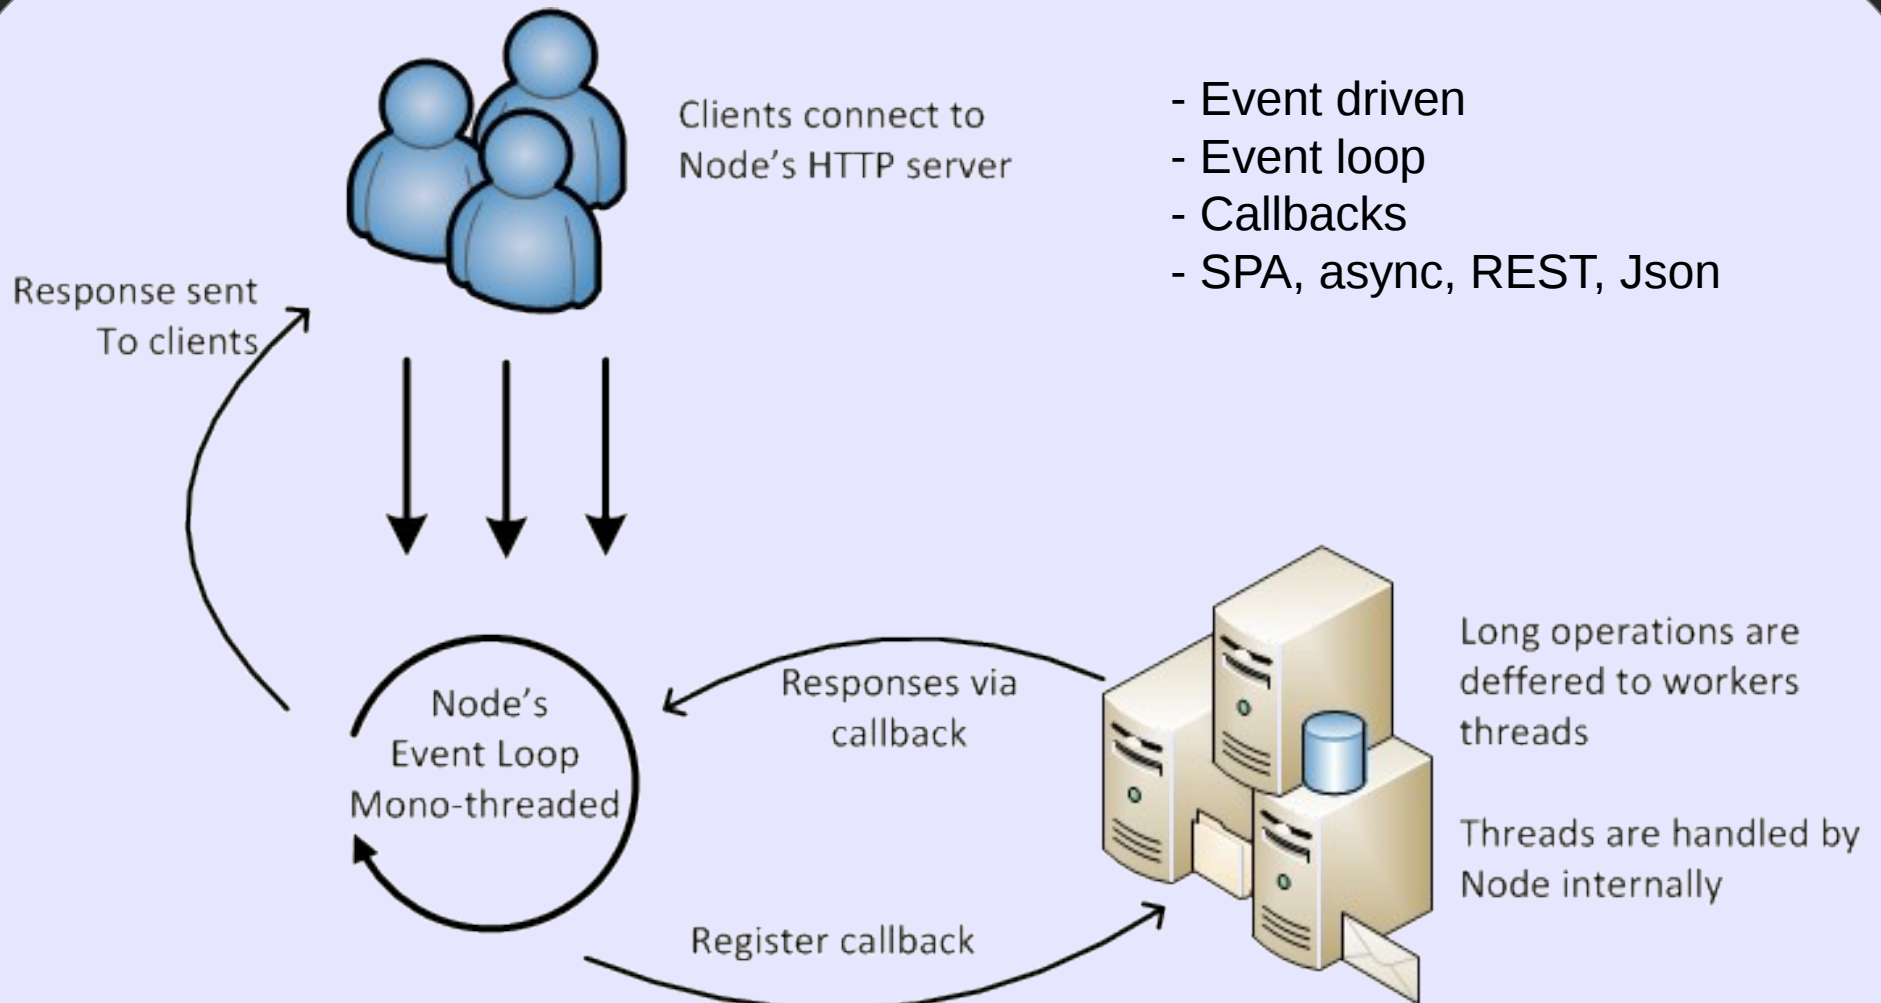 Clients connect to
Node's HTTP server
- Event driven
- Event loop
- Callbacks
- SPA, async, REST, Json
Response sent
To clients
Node's
Event Loop
Mono-threaded
Responses via
callback
Register callback
Long operations are
deffered to workers
threads
Threads are handled by
Node internally